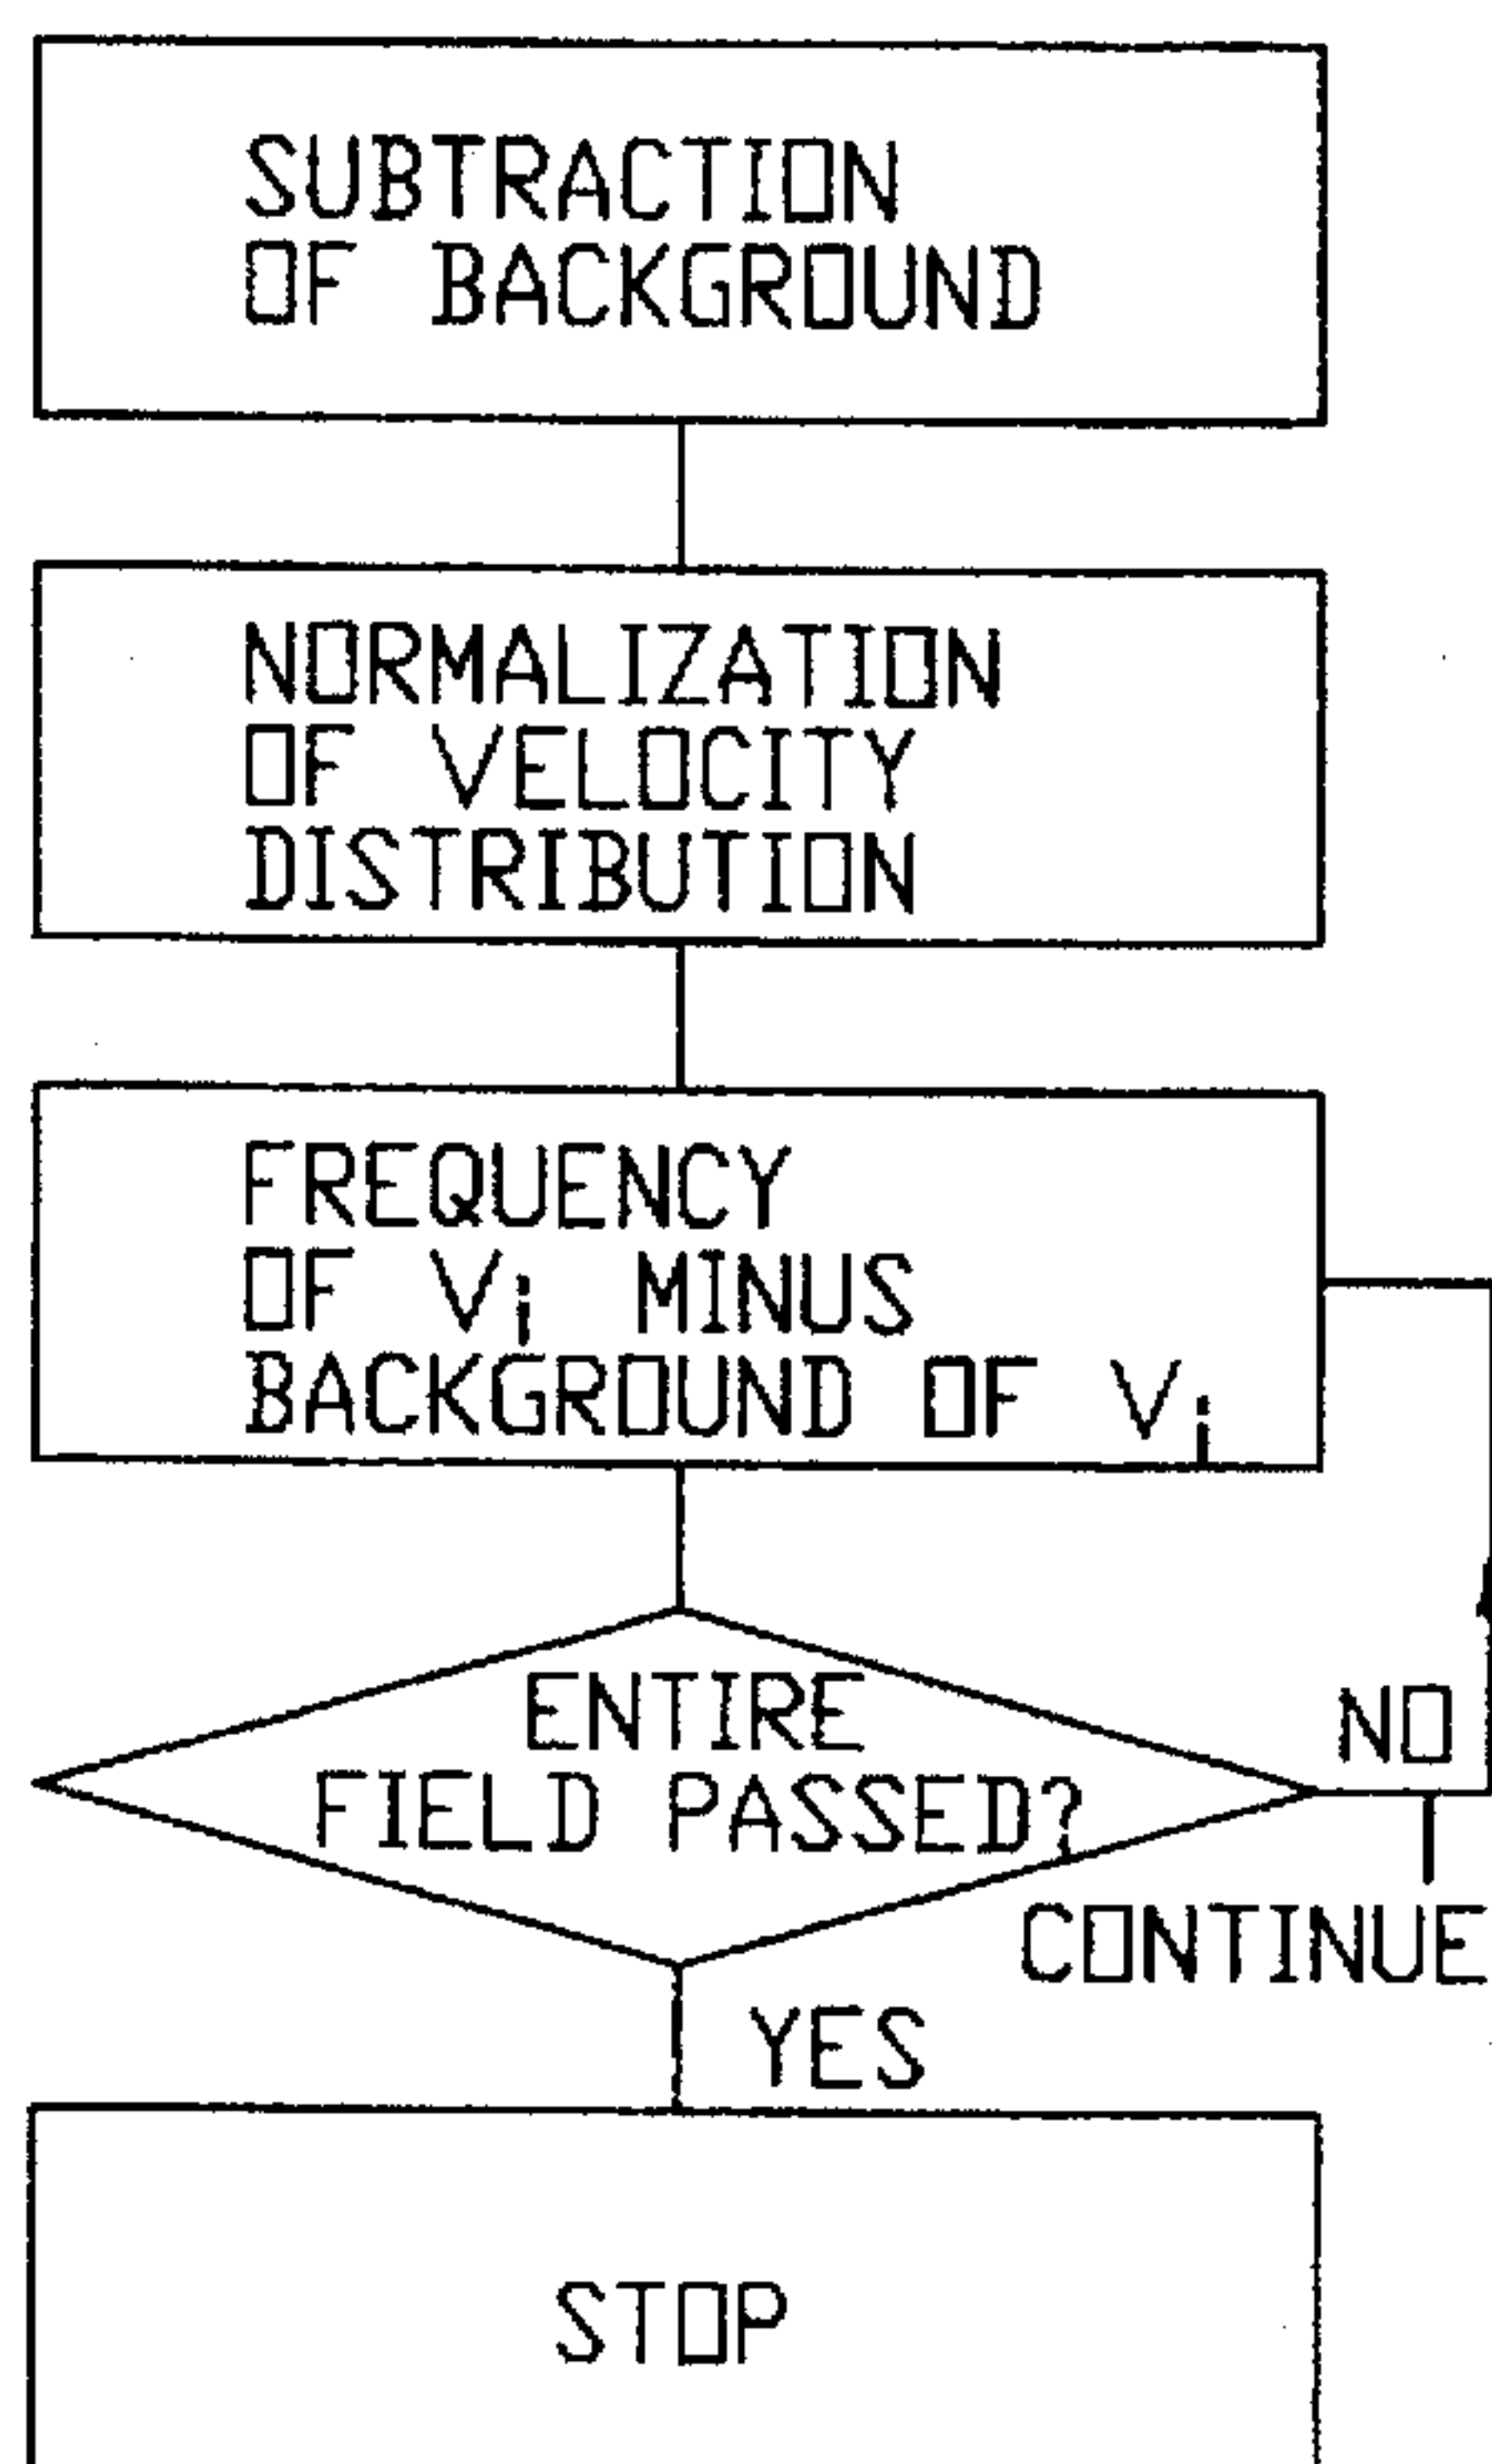 SUBTRACTION
OF BACKGROUND
NORMALIZATION
OF VELOCITY
DISTRIBUTION
FREQUENCY
OF Vi MINUS
BACKGROUND OF Vi
ENTIRE
FIELD PASSED?
NO
CONTINUE
YES
STOP